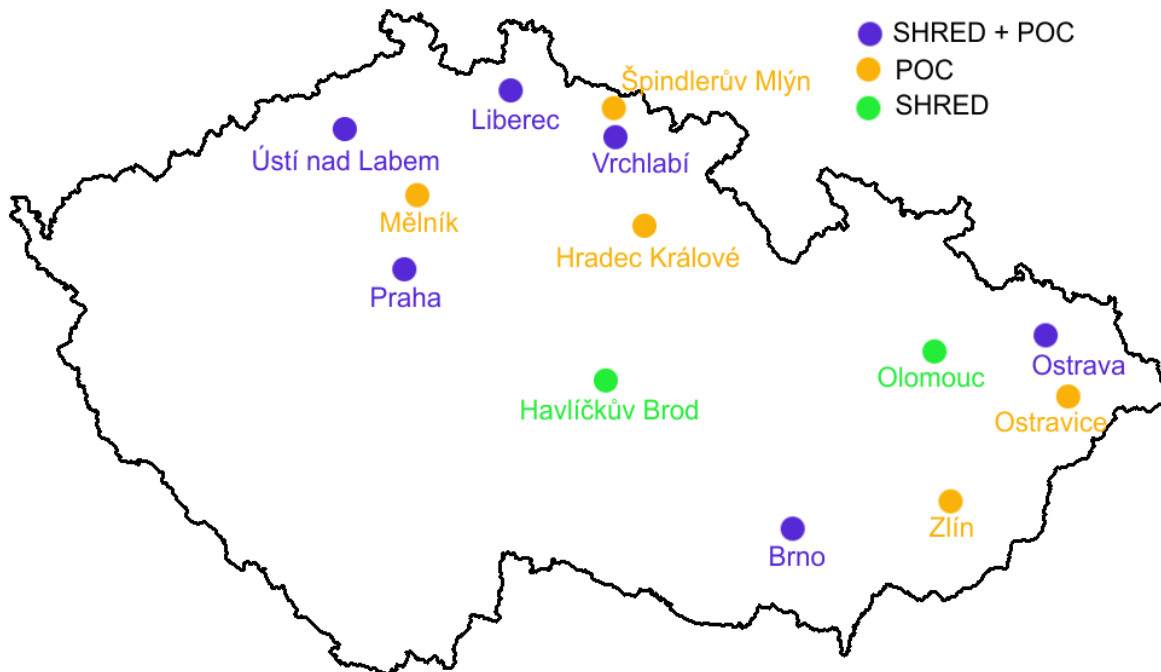 SHRED + POC
POC
SHRED
Špindlerův Mlýn
Liberec
Vrchlabí
Ústí nad Labem
Mělník
Hradec Králové
Praha
Olomouc
Ostrava
Havlíčkův Brod
Ostravice
Zlín
Brno